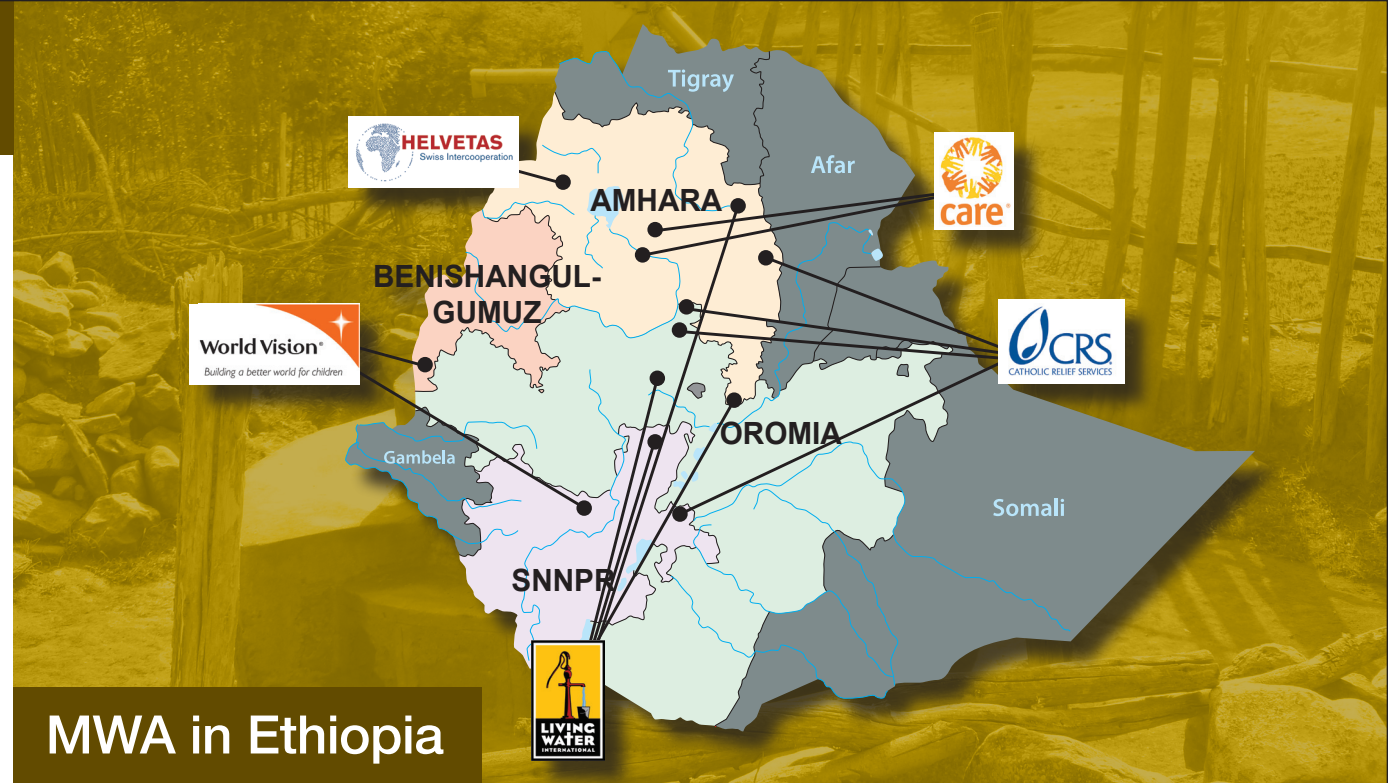 Tigray
HELVETAS
Swiss Intercooperation
Afar
care®
AMHARA
BENISHANGUL-
GUMUZ
World Vision®
Building a better world for children
CRS
CATHOLIC RELIEF SERVICES
OROMIA
Gambela
Somali
SNNPR
LIVING
WATER
INTERNATIONAL
MWA in Ethiopia